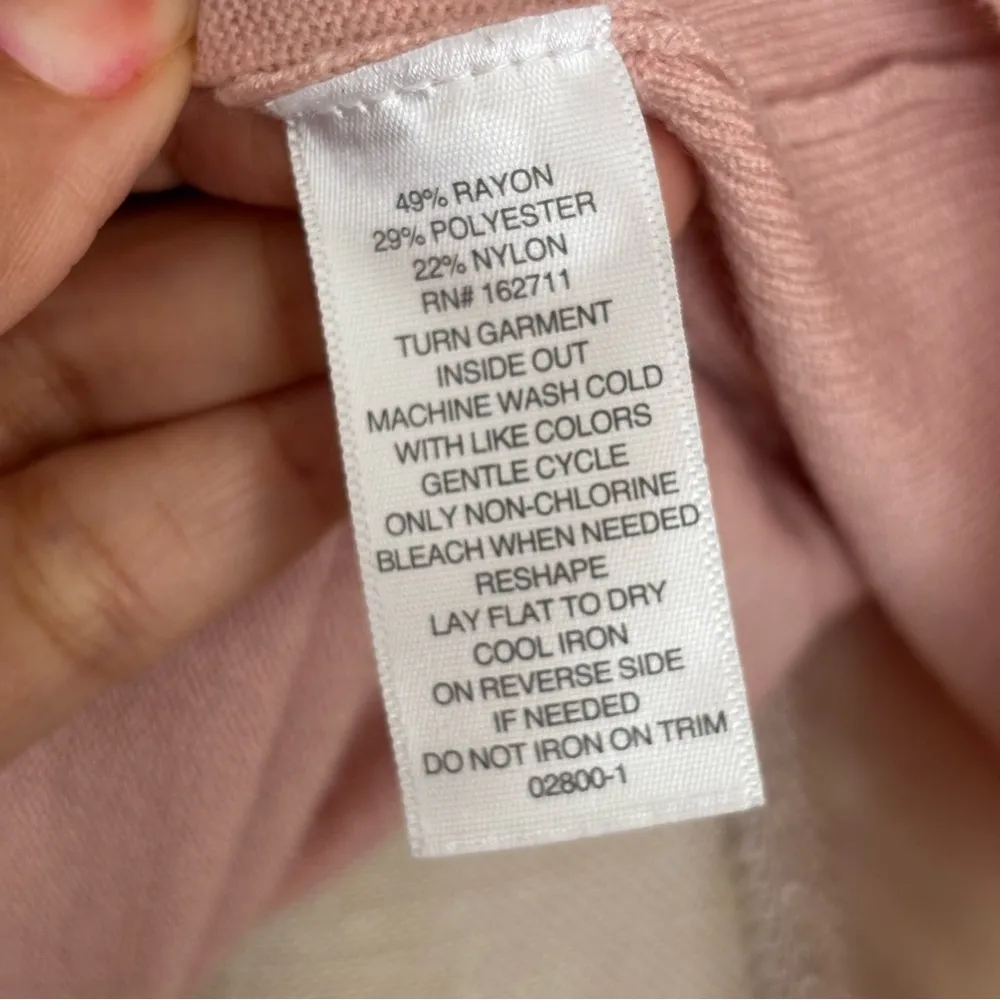 49% RAYON
29% POLYESTER
22% NYLON
RN# 162711
TURN GARMENT
INSIDE OUT
MACHINE WASH COLD
WITH LIKE COLORS
GENTLE CYCLE
ONLY NON-CHLORINE
BLEACH WHEN NEEDED
RESHAPE
LAY FLAT TO DRY
COOL IRON
ON REVERSE SIDE
IF NEEDED
DO NOT IRON ON TRIM
02800-1